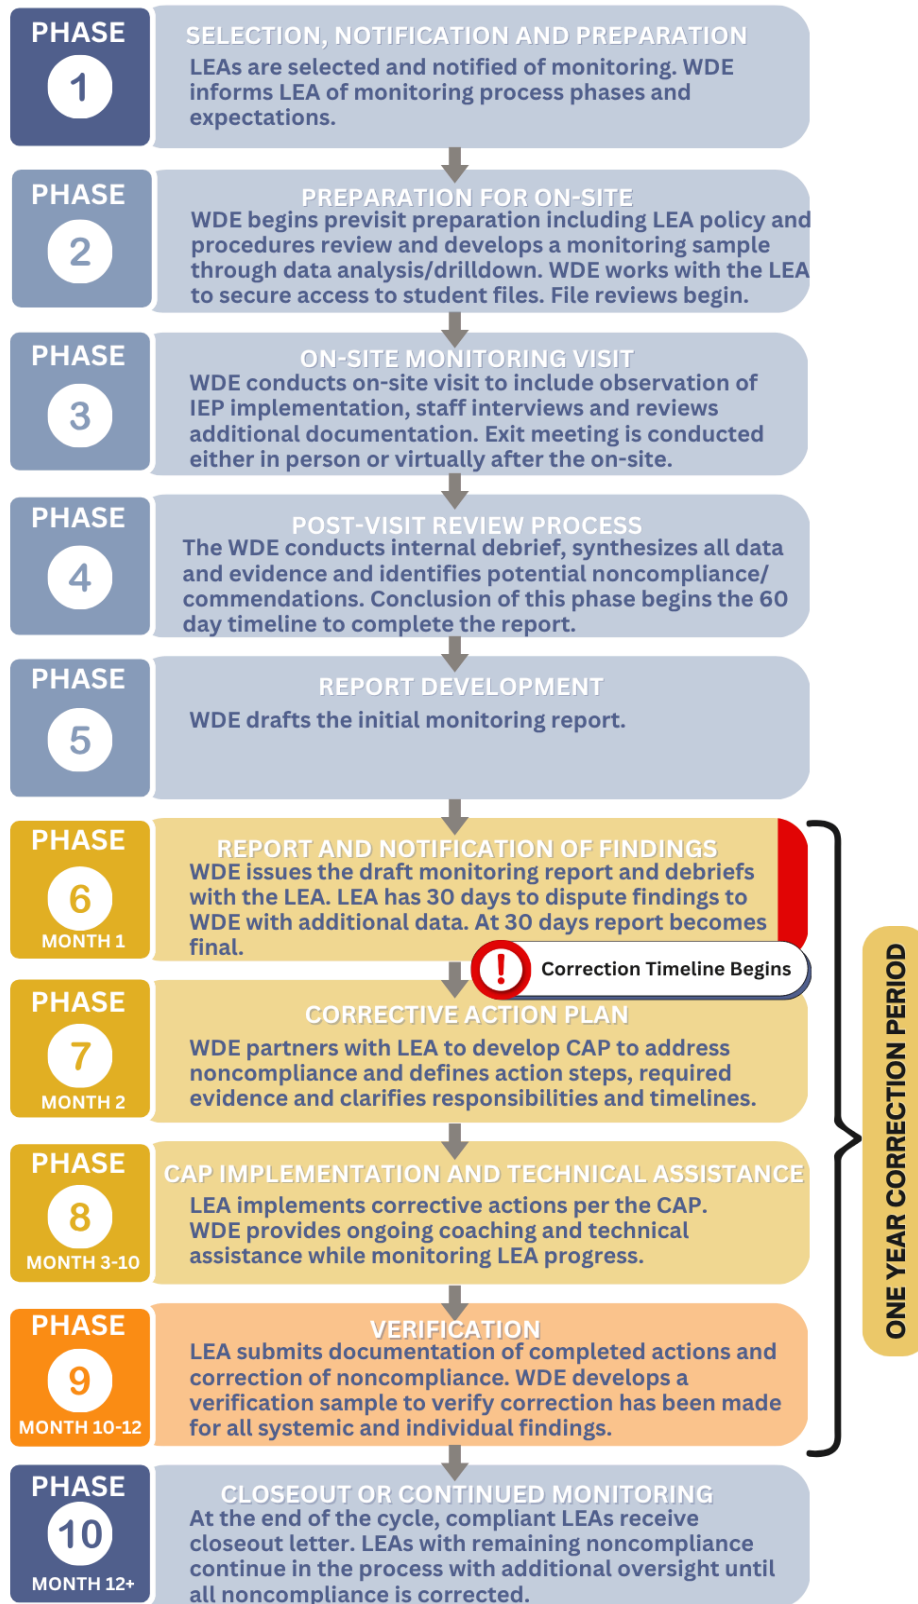 PHASE
1
SELECTION, NOTIFICATION AND PREPARATION
LEAs are selected and notified of monitoring. WDE
informs LEA of monitoring process phases and
expectations.
PHASE
2
PREPARATION FOR ON-SITE
WDE begins previsit preparation including LEA policy and
procedures review and develops a monitoring sample
through data analysis/drilldown. WDE works with the LEA
to secure access to student files. File reviews begin.
PHASE
3
ON-SITE MONITORING VISIT
WDE conducts on-site visit to include observation of
IEP implementation, staff interviews and reviews
additional documentation. Exit meeting is conducted
either in person or virtually after the on-site.
PHASE
4
POST-VISIT REVIEW PROCESS
The WDE conducts internal debrief, synthesizes all data
and evidence and identifies potential noncompliance/
commendations. Conclusion of this phase begins the 60
day timeline to complete the report.
PHASE
5
REPORT DEVELOPMENT
WDE drafts the initial monitoring report.
PHASE
6
MONTH 1
REPORT AND NOTIFICATION OF FINDINGS
WDE issues the draft monitoring report and debriefs
with the LEA. LEA has 30 days to dispute findings to
WDE with additional data. At 30 days report becomes
final.
! Correction Timeline Begins
PHASE
7
MONTH 2
CORRECTIVE ACTION PLAN
WDE partners with LEA to develop CAP to address
noncompliance and defines action steps, required
evidence and clarifies responsibilities and timelines.
PHASE
8
MONTH 3-10
CAP IMPLEMENTATION AND TECHNICAL ASSISTANCE
LEA implements corrective actions per the CAP.
WDE provides ongoing coaching and technical
assistance while monitoring LEA progress.
PHASE
9
MONTH 10-12
VERIFICATION
LEA submits documentation of completed actions and
correction of noncompliance. WDE develops a
verification sample to verify correction has been made
for all systemic and individual findings.
ONE YEAR CORRECTION PERIOD
PHASE
10
MONTH 12+
CLOSEOUT OR CONTINUED MONITORING
At the end of the cycle, compliant LEAs receive
closeout letter. LEAs with remaining noncompliance
continue in the process with additional oversight until
all noncompliance is corrected.